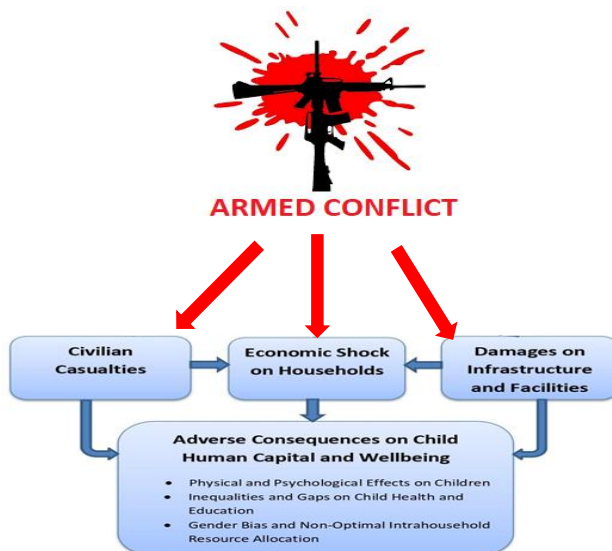 ARMED CONFLICT
Civilian
Casualties
Economic Shock
on Households
Damages on
Infrastructure
and Facilities
Adverse Consequences on Child
Human Capital and Wellbeing
• Physical and Psychological Effects on Children
• Inequalities and Gaps on Child Health and
Education
• Gender Bias and Non-Optimal Intrahousehold
Resource Allocation